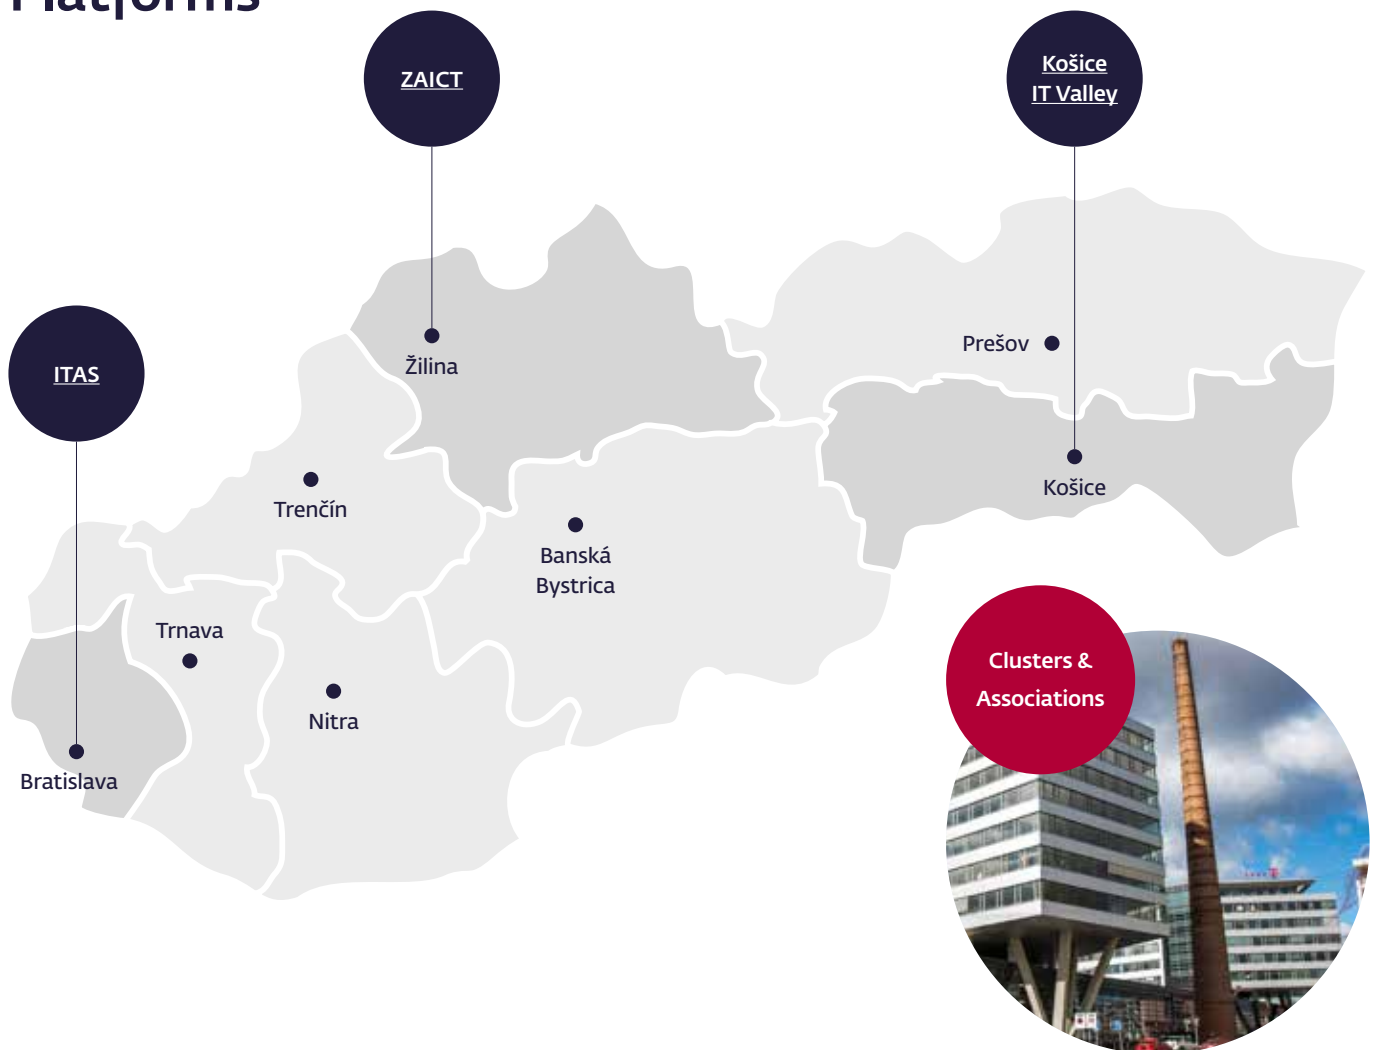 Platforms
ZAICT
Košice
IT Valley
ITAS
Žilina
Prešov
Trenčín
Košice
Banská
Bystrica
Trnava
Nitra
Bratislava
Clusters &
Associations